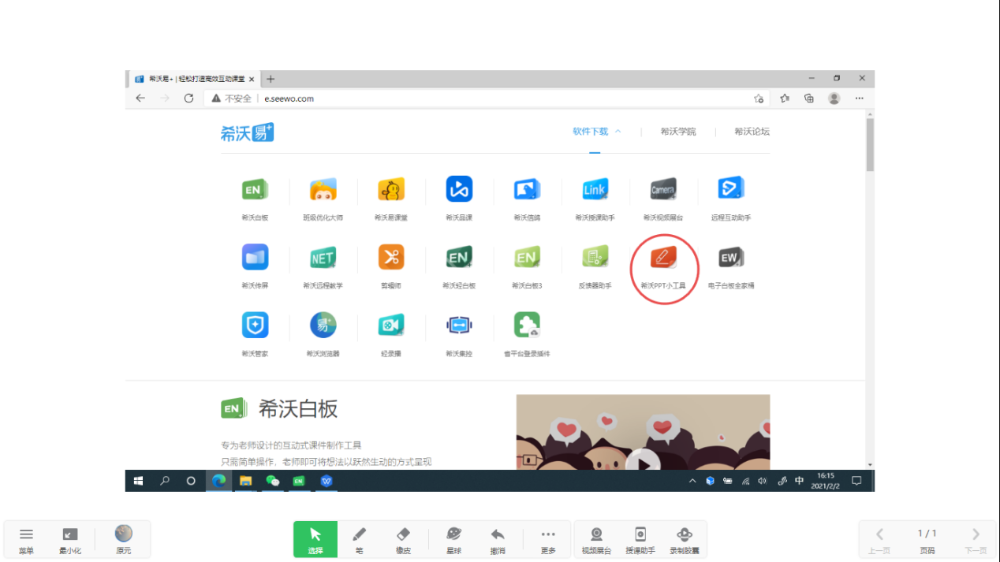 希沃易+ | 轻松打造高效互动课堂
不安全 | e.seewo.com
希沃易+
软件下载 希沃学院 希沃论坛
EN Link Camera
希沃白板 班级优化大师 希沃易课堂 希沃品课 希沃信鸽 希沃授课助手 希沃视频展台 远程互动助手
NET EN EN EW
希沃传屏 希沃远程教学 剪辑师 希沃轻白板 希沃白板3 反馈器助手 希沃PPT小工具 电子白板全家桶
易+
希沃管家 希沃浏览器 轻录播 希沃集控 省平台登录插件
EN 希沃白板
专为老师设计的互动式课件制作工具
只需简单操作，老师即可将想法以跃然生动的方式呈现
EN W 中 16:15
2021/2/2
1 / 1
菜单 最小化 原元 选择 笔 橡皮 星球 撤消 更多 视频展台 授课助手 录制胶囊 上一页 页码 下一页